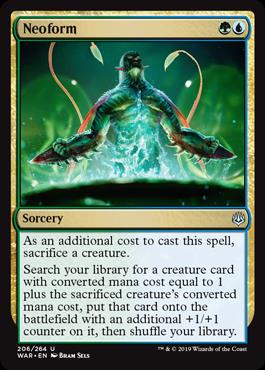 Neoform
Sorcery
As an additional cost to cast this spell,
sacrifice a creature.
Search your library for a creature card
with converted mana cost equal to 1
plus the sacrificed creature's converted
mana cost, put that card onto the
battlefield with an additional +1/+1
counter on it, then shuffle your library.
206/264 U
WAR • EN Bram Sels
™ & © 2019 Wizards of the Coast